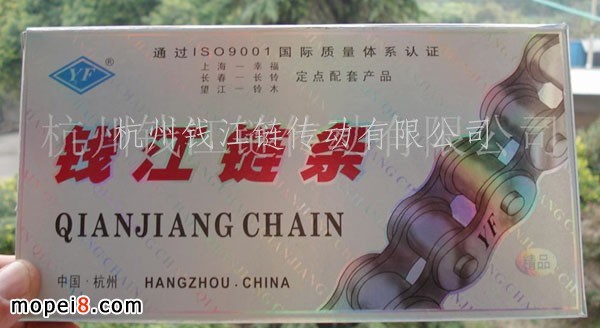 YF®
通过ISO9001国际质量体系认证
上海一幸福
长春一长铃
望江一铃木
定点配套产品
杭州钱江链传动有限公司
钱江链条
QIANJIANG CHAIN
YF
精品
中国·杭州 HANGZHOU·CHINA
mopei8.com